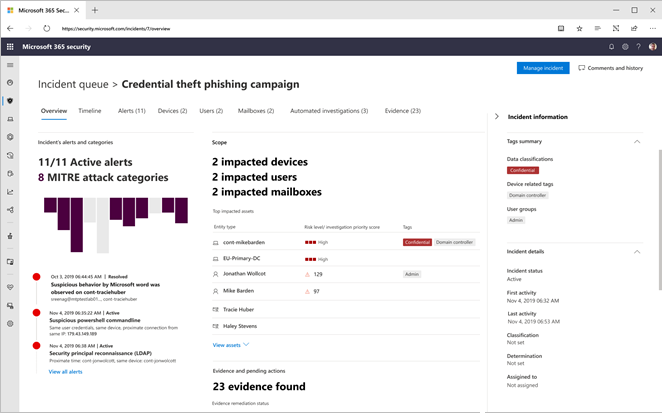 Microsoft 365 Sec...
https://security.microsoft.com/incidents/7/overview
Microsoft 365 security
Manage incident
Comments and history
Incident queue > Credential theft phishing campaign
Overview Timeline Alerts (11) Devices (2) Users (2) Mailboxes (2) Automated investigations (3) Evidence (23)
Incident's alerts and categories
11/11 Active alerts
8 MITRE attack categories
Oct 3, 2019 06:44:45 AM | Resolved
Suspicious behavior by Microsoft word was
observed on cont-traciehuber
Nov 4, 2019 06:35:22 AM | Active
Suspicious powershell commandline
Same user credentials, same device, proximate connection from
same IP: 179.43.149.189
Nov 4, 2019 06:39 AM | Active
Security principal reconnaissance (LDAP)
Proximate time: cont-jonwolcott, same device: cont-jonwolcott
View all alerts
Scope
2 impacted devices
2 impacted users
2 impacted mailboxes
Top impacted assets
Entity type Risk level/ investigation priority score Tags
cont-mikebarden High Confidential Domain controller
EU-Primary-DC High
Jonathan Wollcot 129 Admin
Mike Barden 97
Tracie Huber
Haley Stevens
View assets
Evidence and pending actions
23 evidence found
Evidence remediation status
Incident information
Tags summary
Data classifications
Confidential
Device related tags
Domain controller
User groups
Admin
Incident details
Incident status
Active
First activity
Nov 4, 2019 06:32 AM
Last activity
Nov 4, 2019 06:53 AM
Classification
Not set
Determination
Not set
Assigned to
Not assigned